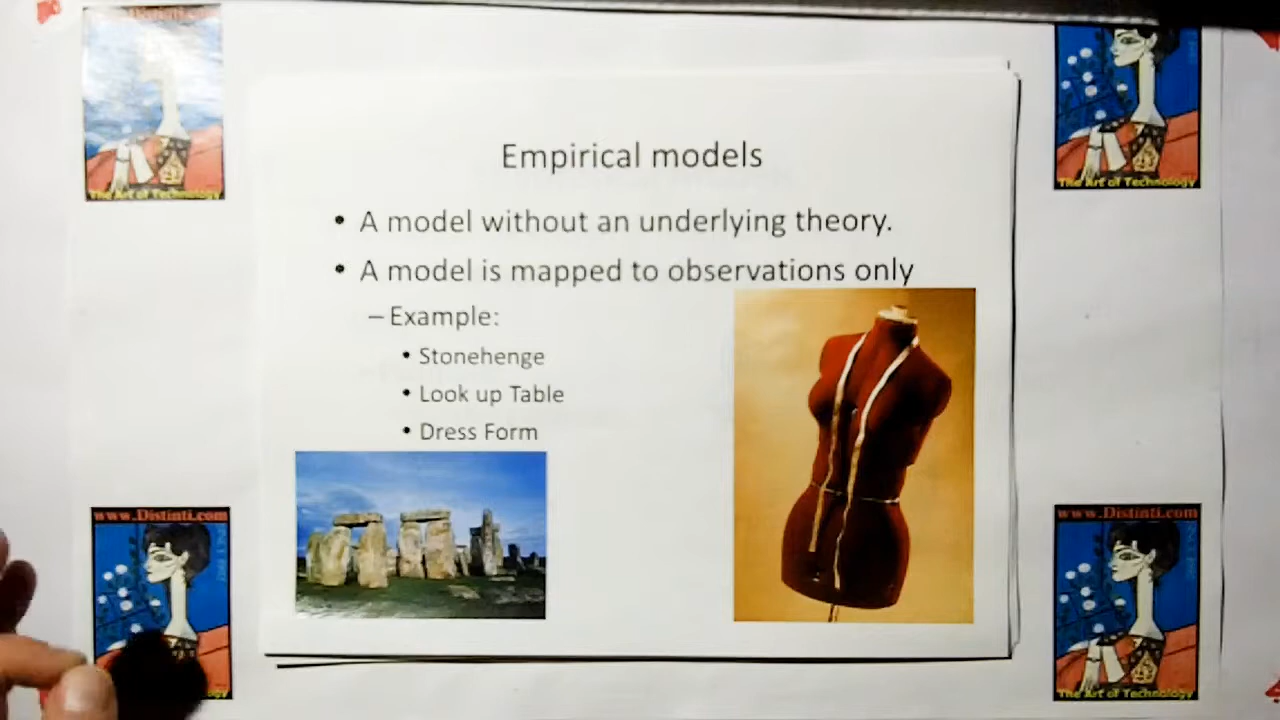 The Art of Technology
The Art of Technology
Empirical models
• A model without an underlying theory.
• A model is mapped to observations only
– Example:
• Stonehenge
• Look up Table
• Dress Form
www.Distinti.com
www.Distinti.com
The Art of Technology